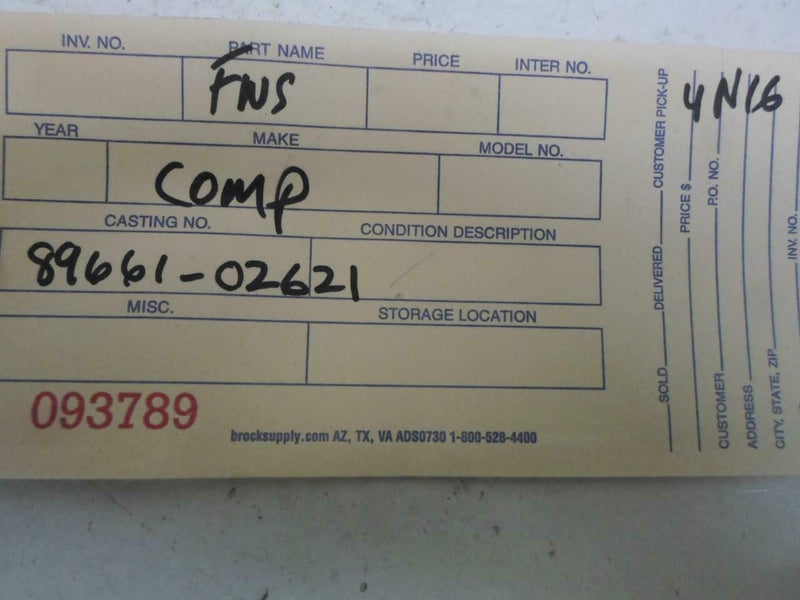 INV. NO. PART NAME PRICE INTER NO.
FNS
YEAR MAKE MODEL NO.
COMP
CASTING NO. CONDITION DESCRIPTION
89661-02621
MISC. STORAGE LOCATION
093789
brocksupply.com AZ, TX, VA ADS0730 1-800-528-4400
4N16
SOLD DELIVERED CUSTOMER PICK-UP
PRICE $
CUSTOMER P.O. NO.
ADDRESS
CITY, STATE, ZIP
INV. NO.